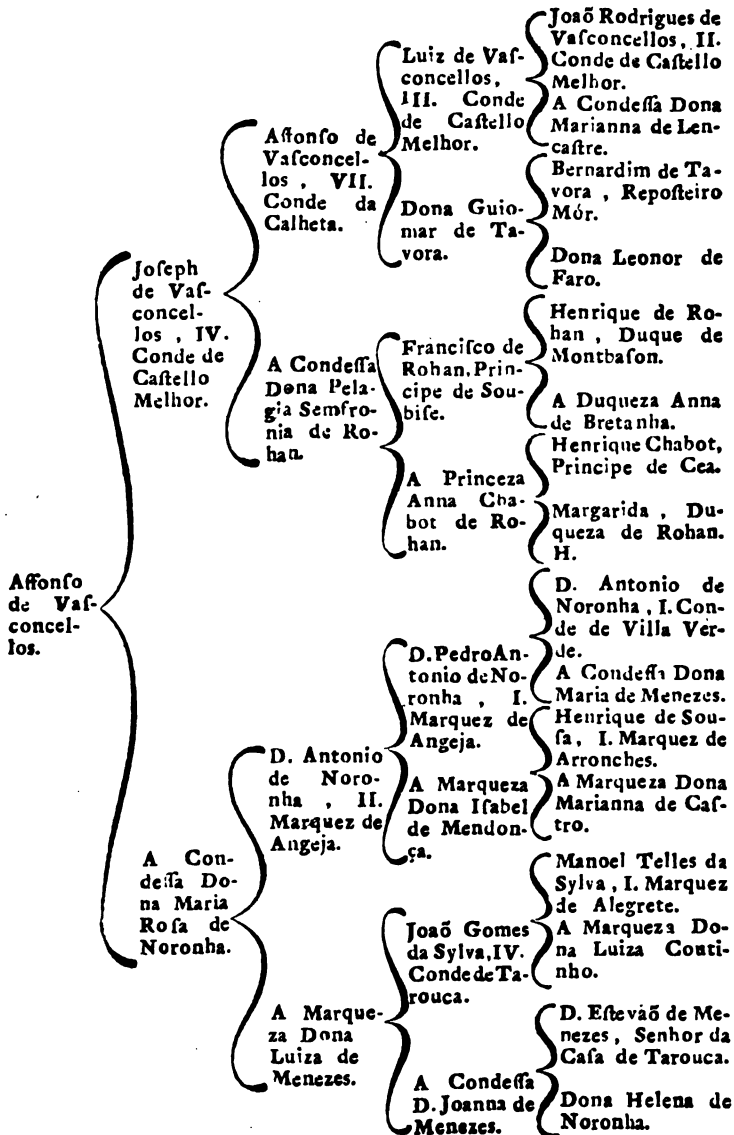 Affonſo
de Vaſ-
concel-
los.
Joſeph
de Vaſ-
concel-
los , IV.
Conde de
Caſtello
Melhor.
Affonſo de
Vaſconcel-
los , VII.
Conde da
Calheta.
Luiz de Vaſ-
concellos,
III. Conde
de Caſtello
Melhor.
Joaõ Rodrigues de
Vaſconcellos, II.
Conde de Caſtello
Melhor.
A Condeſſa Dona
Marianna de Len-
caſtre.
Dona Guio-
mar de Ta-
vora.
Bernardim de Ta-
vora , Repoſteiro
Mór.
Dona Leonor de
Faro.
A Condeſſa
Dona Pela-
gia Semfro-
nia de Ro-
han.
Franciſco de
Rohan, Prin-
cipe de Sou-
biſe.
Henrique de Ro-
han , Duque de
Montbaſon.
A Duqueza Anna
de Bretanha.
A Princeza
Anna Cha-
bot de Ro-
han.
Henrique Chabot,
Principe de Cea.
Margarida , Du-
queza de Rohan.
H.
A Con-
deſſa Do-
na Maria
Roſa de
Noronha.
D. Antonio
de Noro-
nha , II.
Marquez de
Angeja.
D. Pedro An-
tonio de No-
ronha , I.
Marquez de
Angeja.
D. Antonio de
Noronha , I. Con-
de de Villa Ver-
de.
A Condeſſa Dona
Maria de Menezes.
A Marqueza
Dona Iſabel
de Mendon-
ça.
Henrique de Sou-
ſa, I. Marquez de
Arronches.
A Marqueza Dona
Marianna de Caſ-
tro.
A Marque-
za Dona
Luiza de
Menezes.
Joaõ Gomes
da Sylva, IV.
Conde de Ta-
rouca.
Manoel Telles da
Sylva , I. Marquez
de Alegrete.
A Marqueza Do-
na Luiza Couti-
nho.
A Condeſſa
D. Joanna de
Menezes.
D. Eſtevaõ de Me-
nezes , Senhor da
Caſa de Tarouca.
Dona Helena de
Noronha.